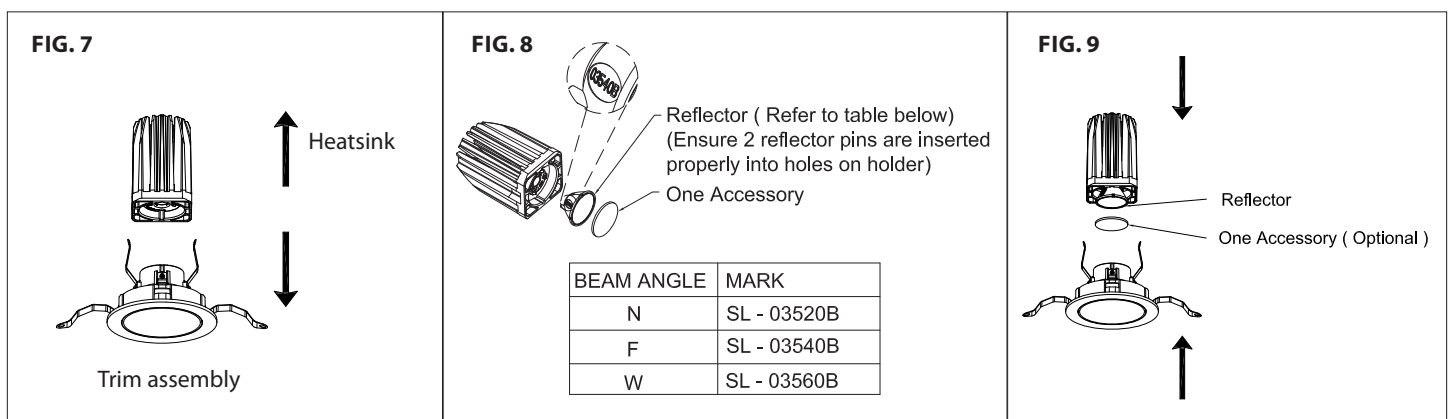 FIG. 7
Heatsink
Trim assembly
FIG. 8
03540B
Reflector ( Refer to table below)
(Ensure 2 reflector pins are inserted
properly into holes on holder)
One Accessory
BEAM ANGLE MARK
N SL - 03520B
F SL - 03540B
W SL - 03560B
FIG. 9
Reflector
One Accessory ( Optional )